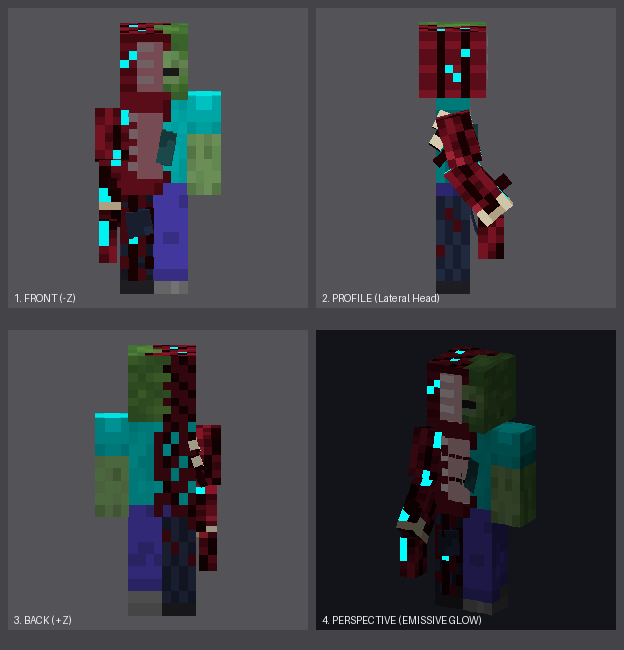 1. FRONT (-Z)
2. PROFILE (Lateral Head)
3. BACK (+Z)
4. PERSPECTIVE (EMISSIVE GLOW)